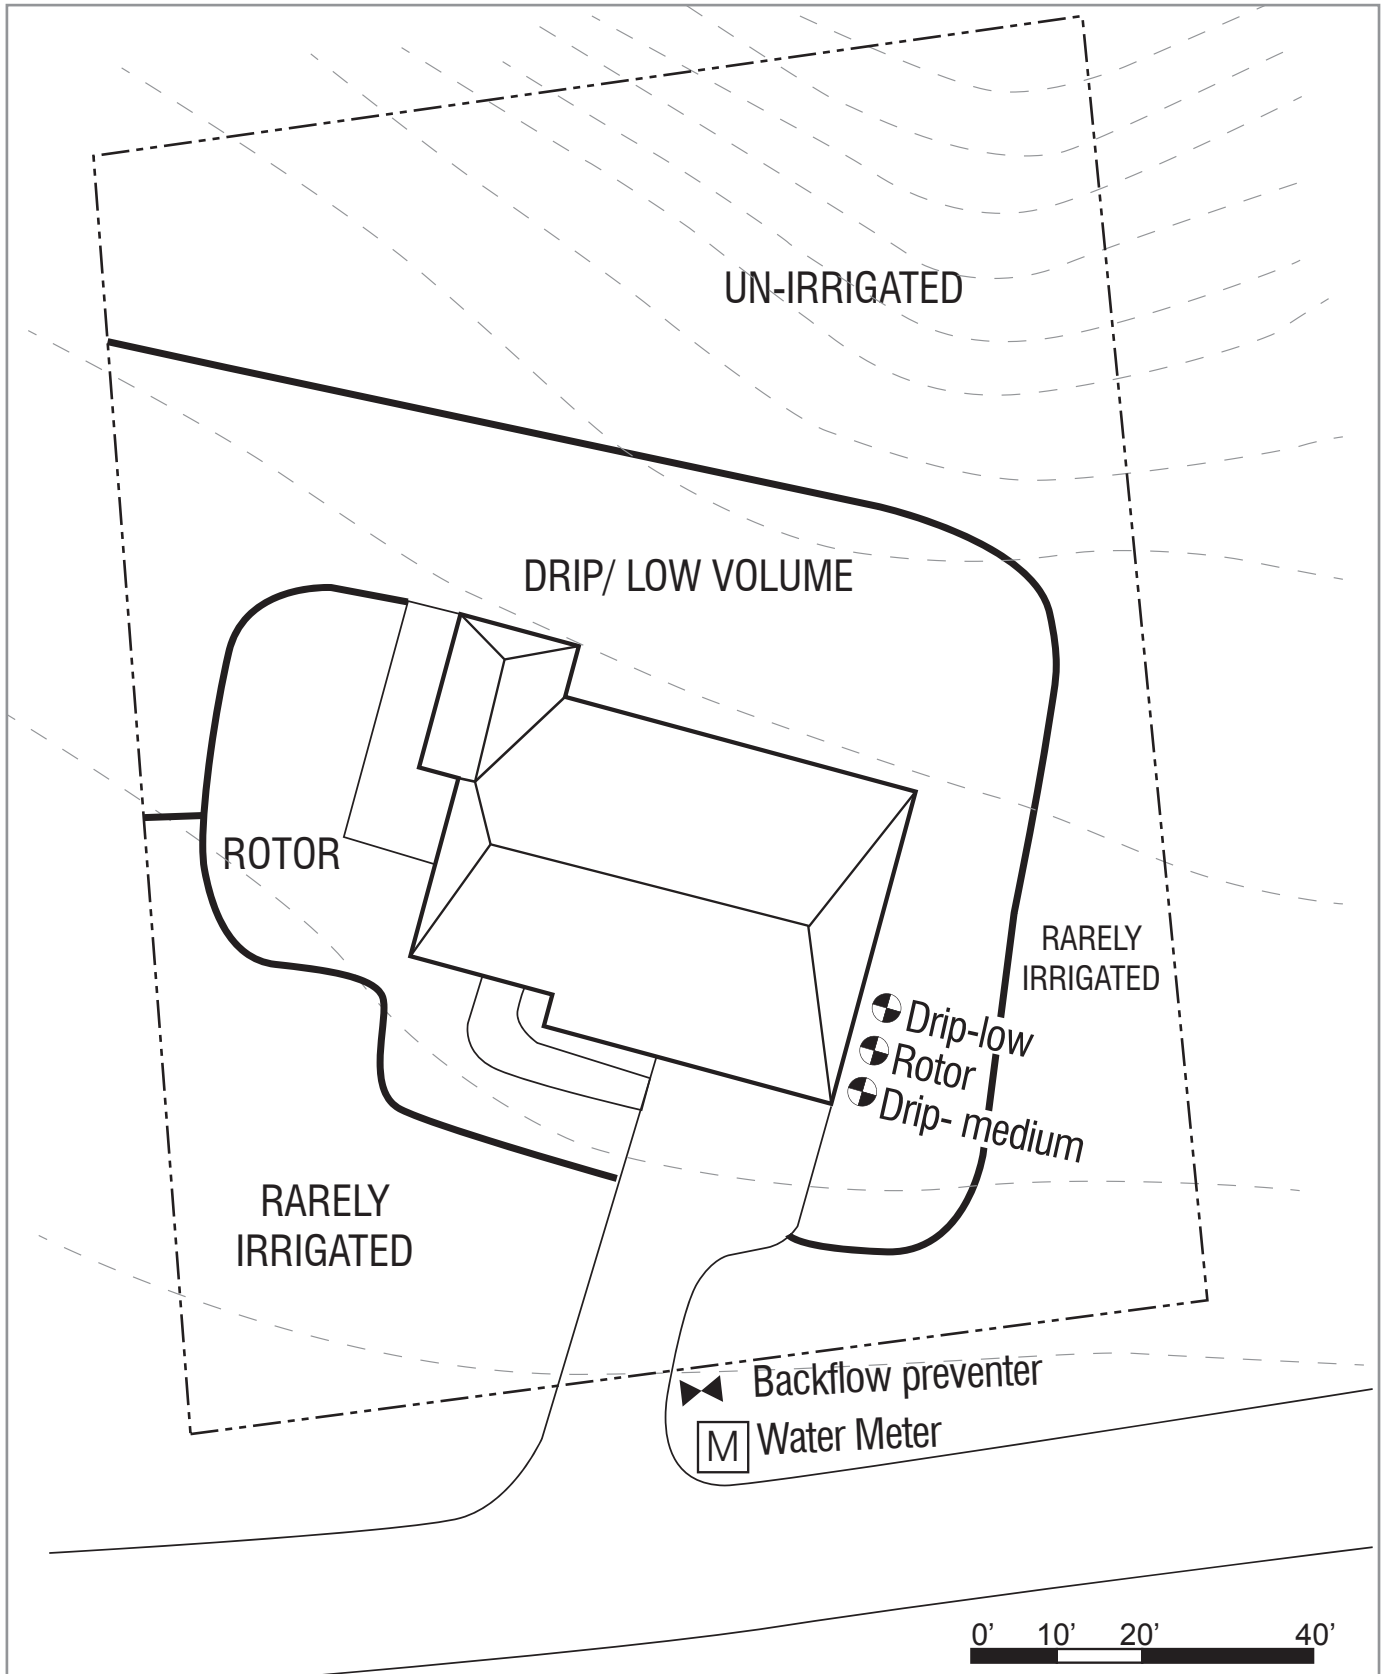 UN-IRRIGATED
DRIP/ LOW VOLUME
ROTOR
RARELY
IRRIGATED
Drip-low
Rotor
Drip- medium
RARELY
IRRIGATED
Backflow preventer
M Water Meter
0' 10' 20' 40'